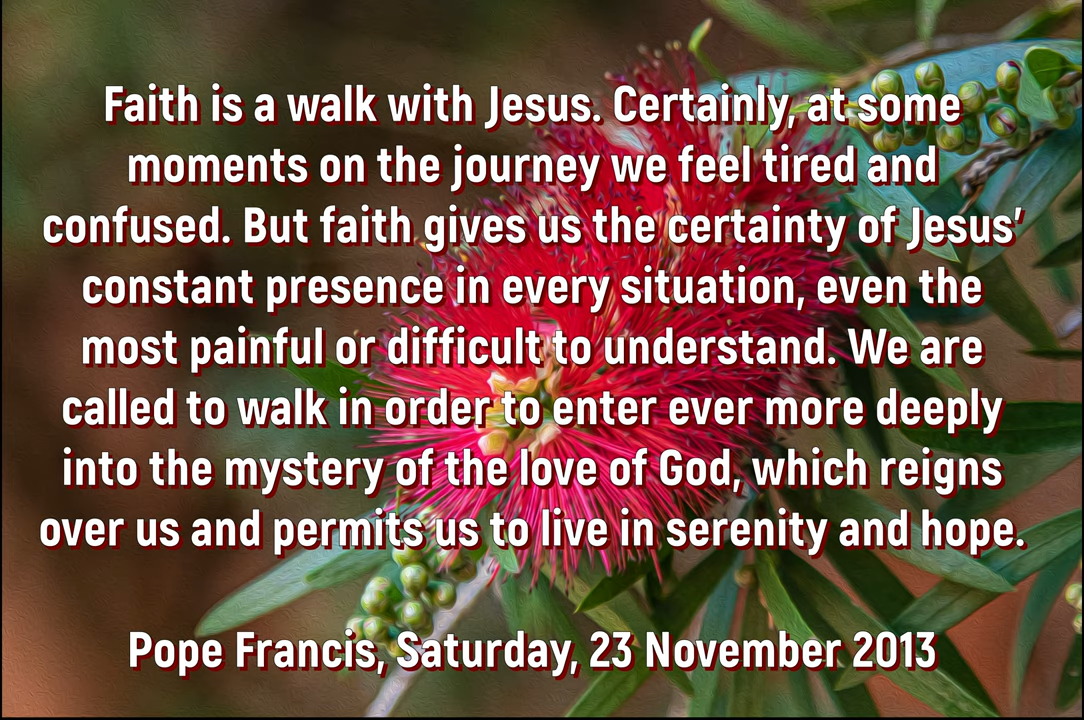 Faith is a walk with Jesus. Certainly, at some
moments on the journey we feel tired and
confused. But faith gives us the certainty of Jesus’
constant presence in every situation, even the
most painful or difficult to understand. We are
called to walk in order to enter ever more deeply
into the mystery of the love of God, which reigns
over us and permits us to live in serenity and hope.
Pope Francis, Saturday, 23 November 2013